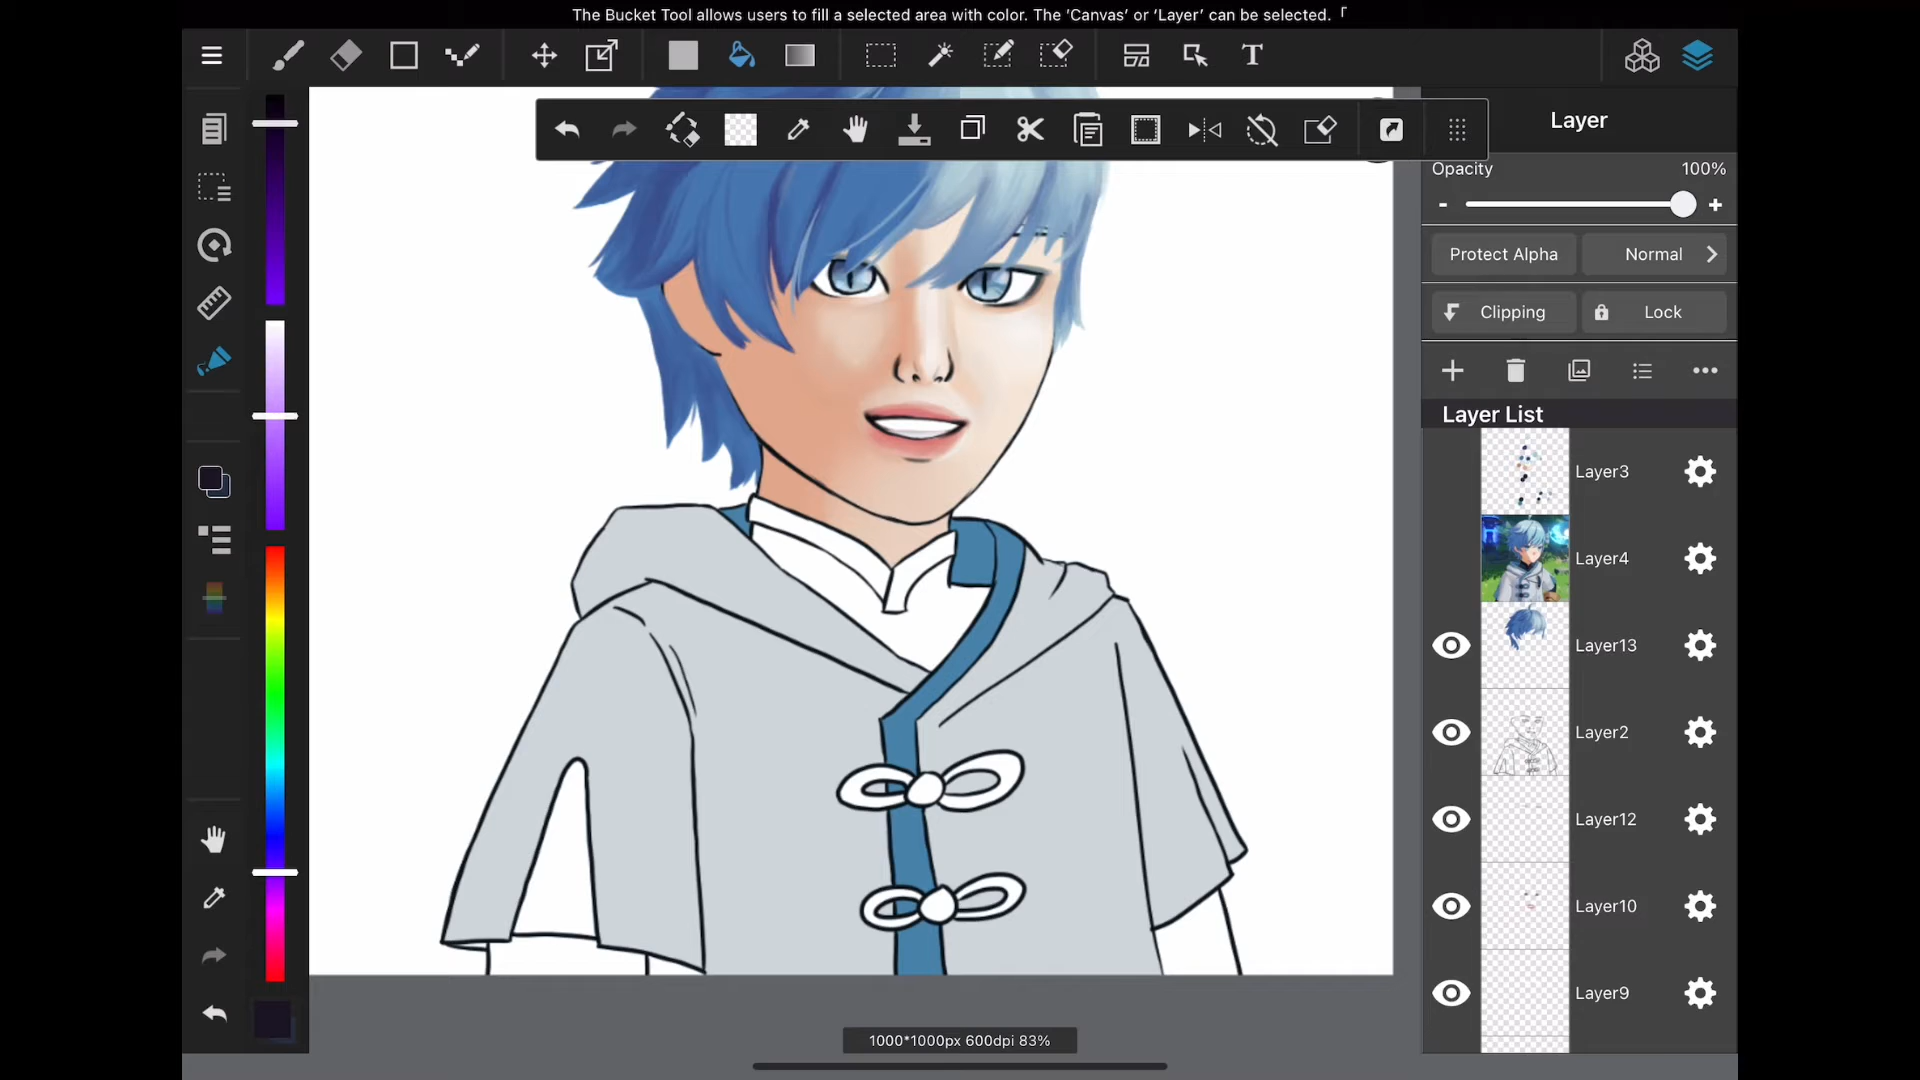 The Bucket Tool allows users to fill a selected area with color. The ‘Canvas’ or ‘Layer’ can be selected.「
T
Layer
Opacity 100%
- +
Protect Alpha Normal
Clipping Lock
Layer List
Layer3
Layer4
Layer13
Layer2
Layer12
Layer10
Layer9
1000*1000px 600dpi 83%